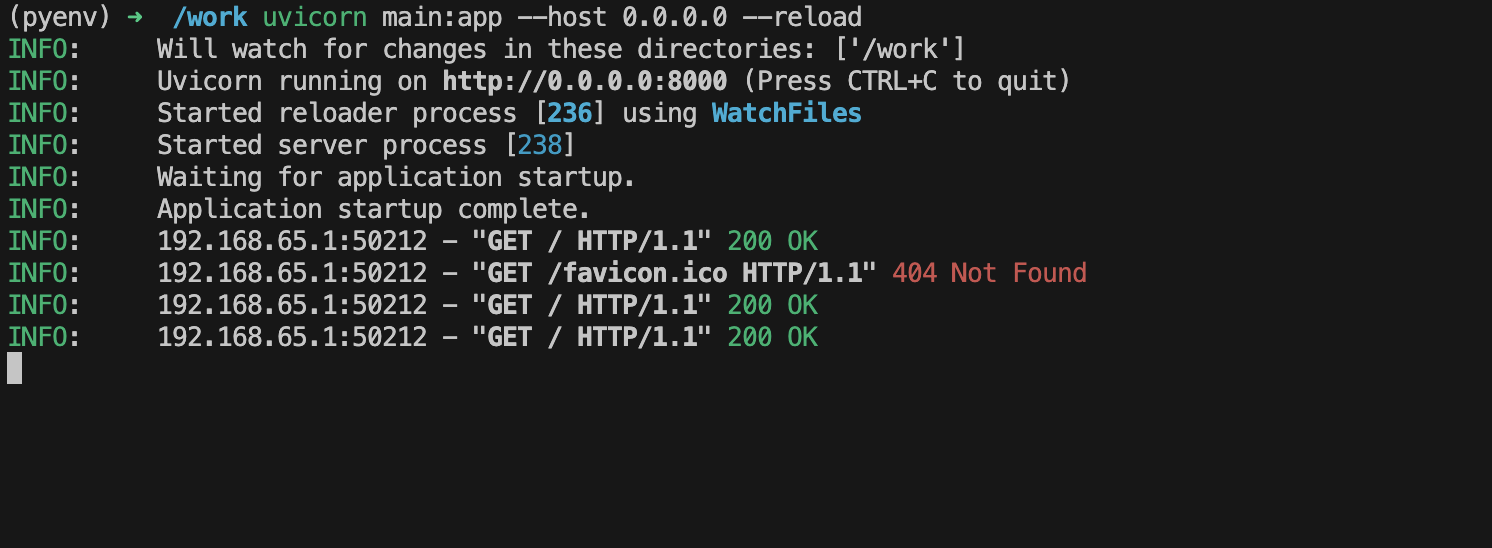 (pyenv) ➜  /work uvicorn main:app --host 0.0.0.0 --reload
INFO:     Will watch for changes in these directories: ['/work']
INFO:     Uvicorn running on http://0.0.0.0:8000 (Press CTRL+C to quit)
INFO:     Started reloader process [236] using WatchFiles
INFO:     Started server process [238]
INFO:     Waiting for application startup.
INFO:     Application startup complete.
INFO:     192.168.65.1:50212 - "GET / HTTP/1.1" 200 OK
INFO:     192.168.65.1:50212 - "GET /favicon.ico HTTP/1.1" 404 Not Found
INFO:     192.168.65.1:50212 - "GET / HTTP/1.1" 200 OK
INFO:     192.168.65.1:50212 - "GET / HTTP/1.1" 200 OK